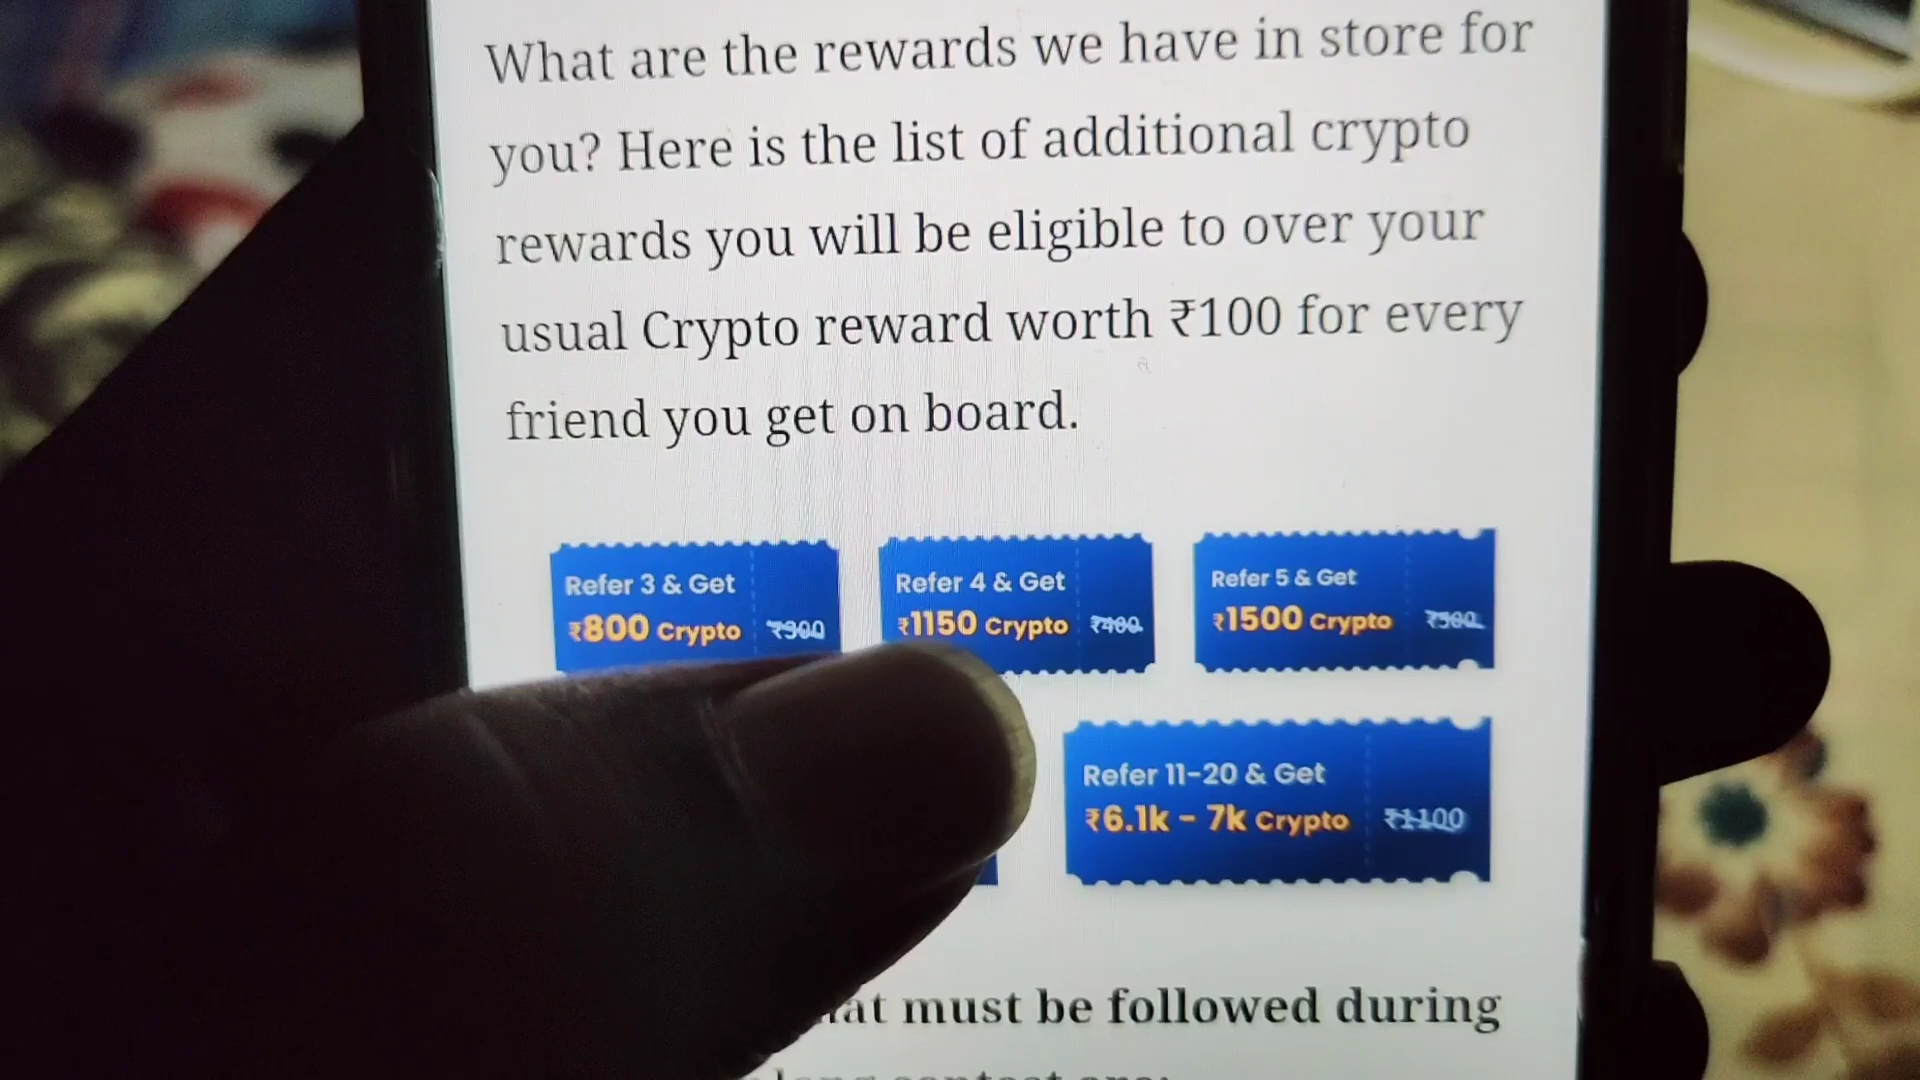 What are the rewards we have in store for
you? Here is the list of additional crypto
rewards you will be eligible to over your
usual Crypto reward worth ₹100 for every
friend you get on board.
Refer 3 & Get
₹800 Crypto
Refer 4 & Get
₹1150 Crypto ₹400
Refer 5 & Get
₹1500 Crypto ₹500
Refer 11-20 & Get
₹6.1k - 7k Crypto ₹1100
must be followed during